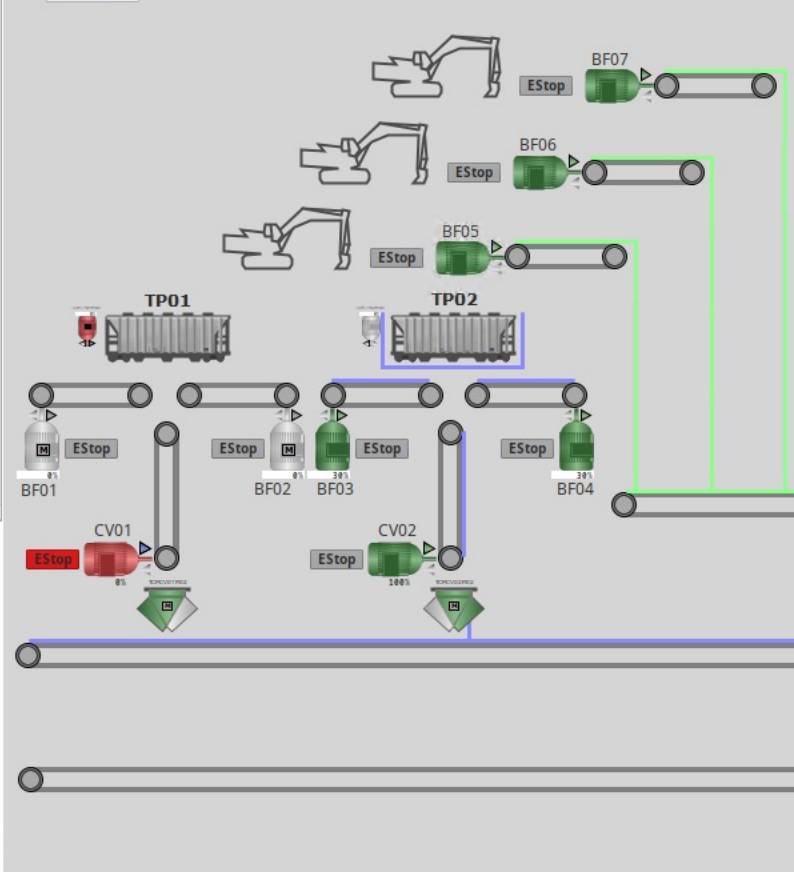 BF07
EStop
BF06
EStop
BF05
EStop
TP01
TP02
EStop
EStop
EStop
EStop
M
M
0%
0%
30%
30%
BF01
BF02
BF03
BF04
CV01
CV02
EStop
EStop
0%
100%
M
M